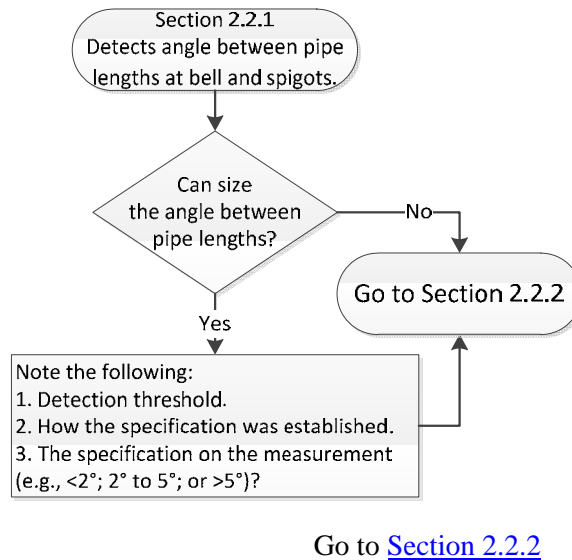 Section 2.2.1
Detects angle between pipe
lengths at bell and spigots.
Can size
the angle between
pipe lengths?
No
Go to Section 2.2.2
Yes
Note the following:
1. Detection threshold.
2. How the specification was established.
3. The specification on the measurement
(e.g., <2°; 2° to 5°; or >5°)?
Go to Section 2.2.2